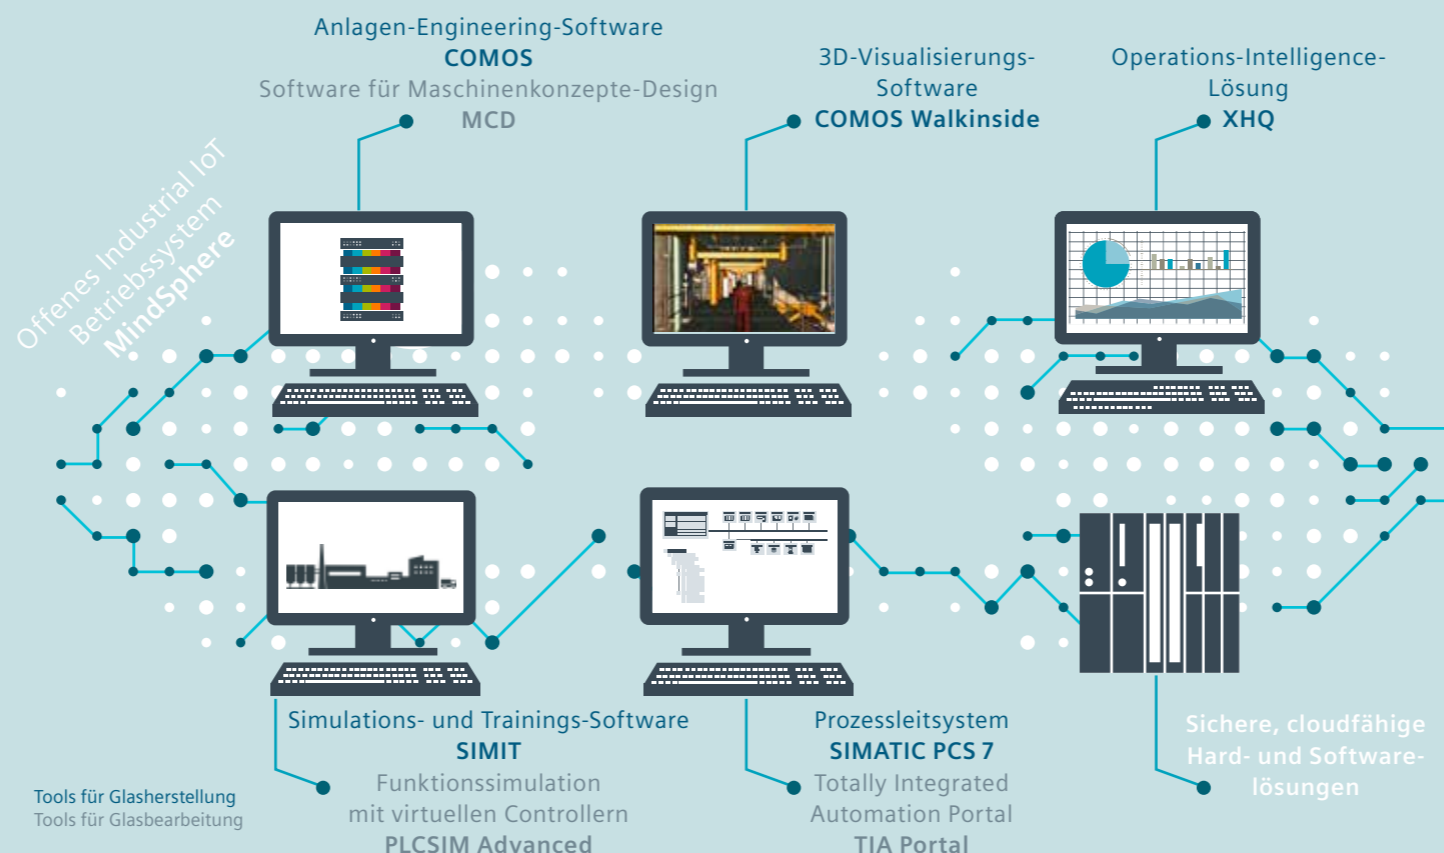 Anlagen-Engineering-Software
COMOS
Software für Maschinenkonzepte-Design
MCD
3D-Visualisierungs-
Software
COMOS Walkinside
Operations-Intelligence-
Lösung
XHQ
Offenes Industrial IoT
Betriebssystem
MindSphere
Simulations- und Trainings-Software
SIMIT
Funktionssimulation
mit virtuellen Controllern
PLCSIM Advanced
Prozessleitsystem
SIMATIC PCS 7
Totally Integrated
Automation Portal
TIA Portal
Sichere, cloudfähige
Hard- und Software-
lösungen
Tools für Glasherstellung
Tools für Glasbearbeitung